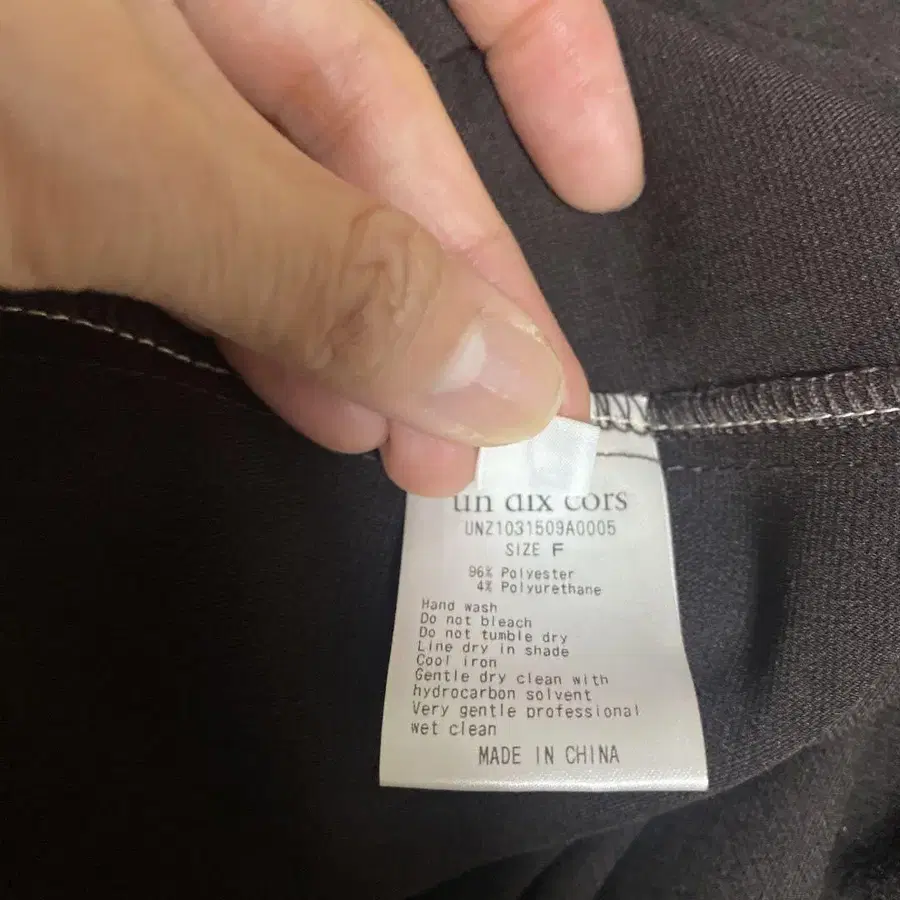 un dix cors
UNZ1031509A0005
SIZE F
96% Polyester
4% Polyurethane
Hand wash
Do not bleach
Do not tumble dry
Line dry in shade
Cool iron
Gentle dry clean with
hydrocarbon solvent
Very gentle professional
wet clean
MADE IN CHINA